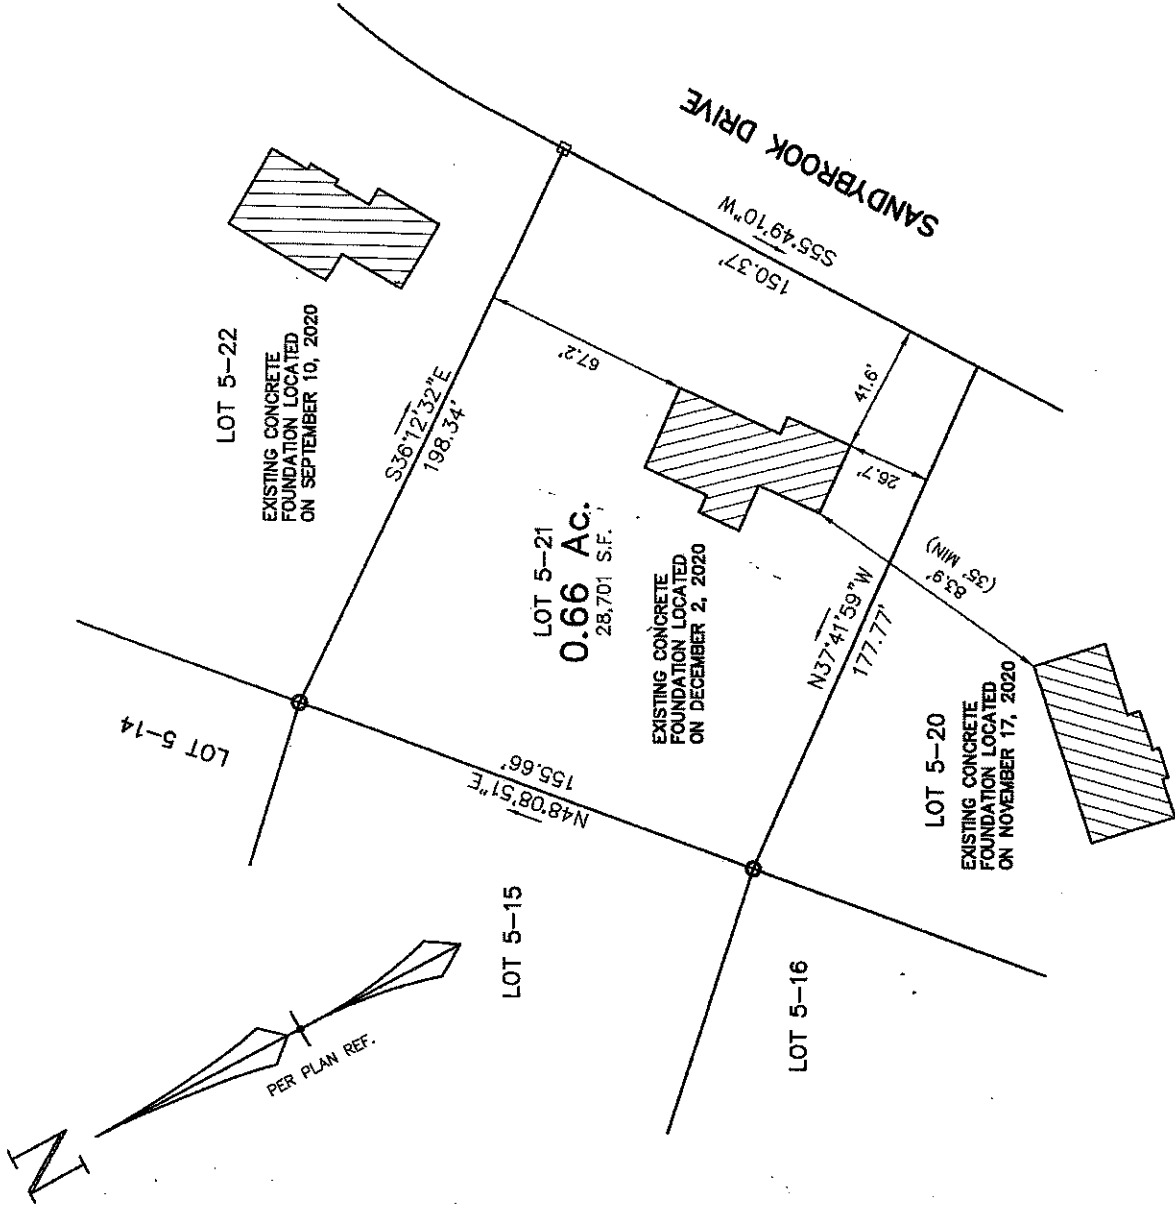 SANDYBROOK DRIVE
S55°49'10"W
150.37'
LOT 5-22
EXISTING CONCRETE
FOUNDATION LOCATED
ON SEPTEMBER 10, 2020
S36°12'32"E
198.34'
67.2'
41.6'
26.7'
LOT 5-21
0.66 Ac.
28,701 S.F.
EXISTING CONCRETE
FOUNDATION LOCATED
ON DECEMBER 2, 2020
83.9'
(35' MIN)
N37°41'59"W
177.77'
LOT 5-14
155.66'
N48°08'51"E
LOT 5-20
EXISTING CONCRETE
FOUNDATION LOCATED
ON NOVEMBER 17, 2020
LOT 5-15
LOT 5-16
PER PLAN REF.
N